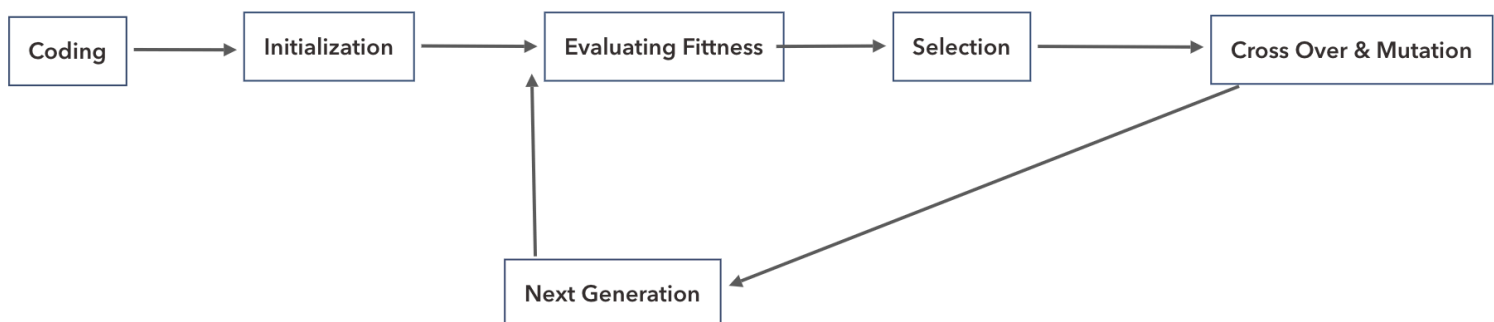 Coding
Initialization
Evaluating Fittness
Selection
Cross Over & Mutation
Next Generation